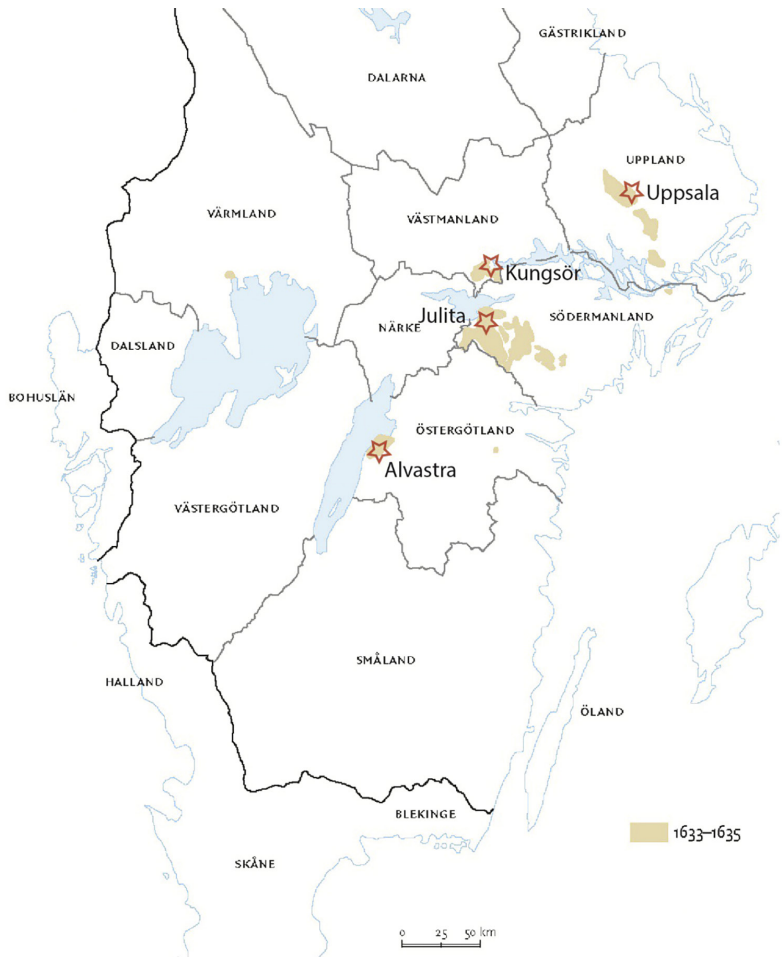 GÄSTRIKLAND
DALARNA
UPPLAND
Uppsala
VÄRMLAND
VÄSTMANLAND
Kungsör
Julita
SÖDERMANLAND
NÄRKE
DALSLAND
BOHUSLÄN
ÖSTERGÖTLAND
Alvastra
VÄSTERGÖTLAND
SMÅLAND
HALLAND
ÖLAND
BLEKINGE
1633–1635
SKÅNE
0 25 50 km